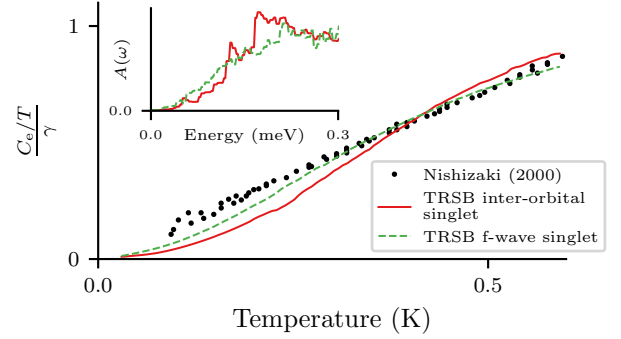 1
A(ω)
0.0
0.0
Energy (meV)
0.3
C_e/T
γ
Nishizaki (2000)
TRSB inter-orbital
singlet
TRSB f-wave singlet
0
0.0
0.5
Temperature (K)